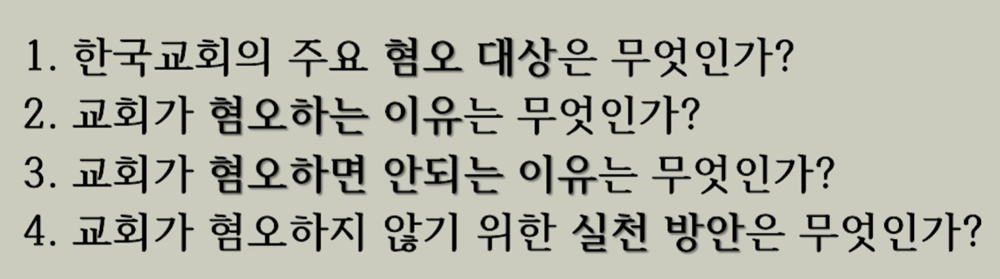 1. 한국교회의 주요 혐오 대상은 무엇인가?
2. 교회가 혐오하는 이유는 무엇인가?
3. 교회가 혐오하면 안되는 이유는 무엇인가?
4. 교회가 혐오하지 않기 위한 실천 방안은 무엇인가?